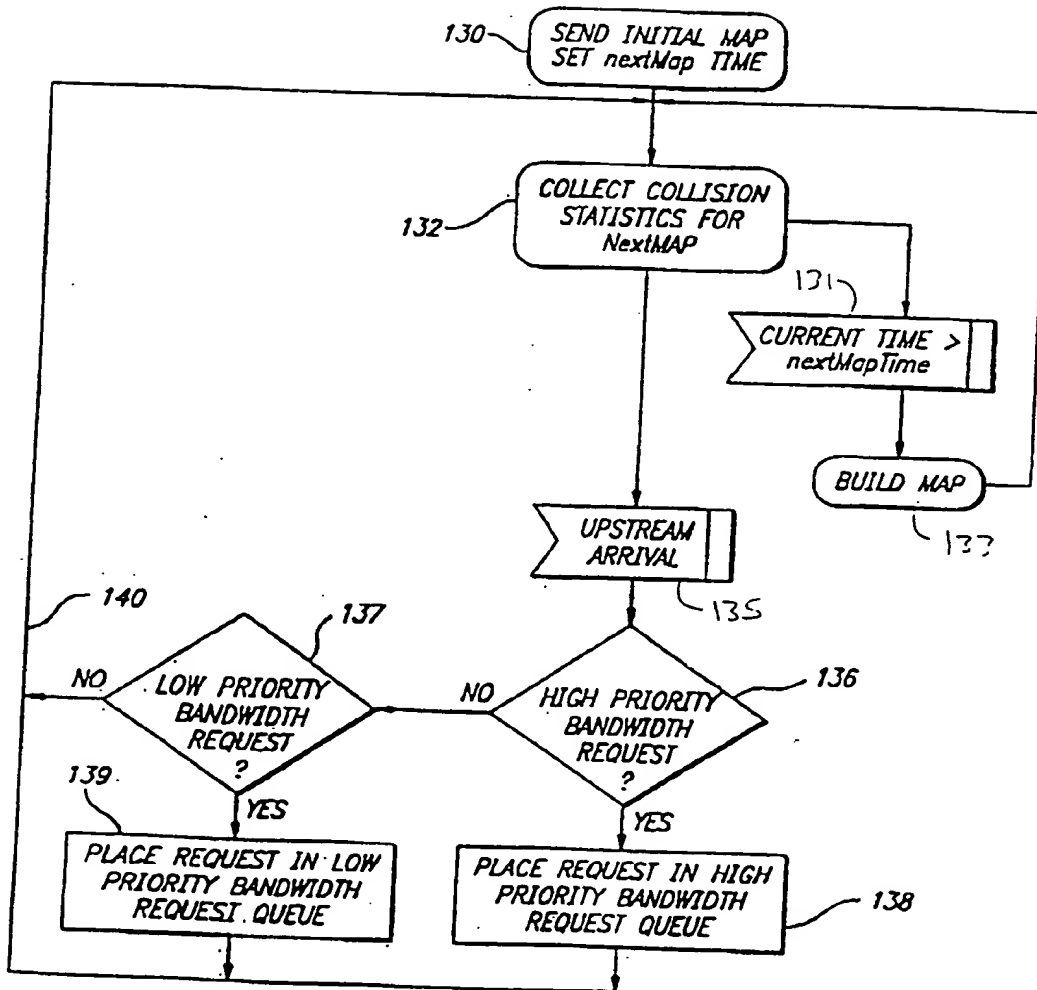 130
SEND INITIAL MAP
SET nextMap TIME
132
COLLECT COLLISION
STATISTICS FOR
NextMAP
131
CURRENT TIME >
nextMapTime
BUILD MAP
133
UPSTREAM
ARRIVAL
135
140
137
NO
LOW PRIORITY
BANDWIDTH
REQUEST
?
NO
HIGH PRIORITY
BANDWIDTH
REQUEST
?
136
139
YES
YES
PLACE REQUEST IN LOW
PRIORITY BANDWIDTH
REQUEST QUEUE
PLACE REQUEST IN HIGH
PRIORITY BANDWIDTH
REQUEST QUEUE
138